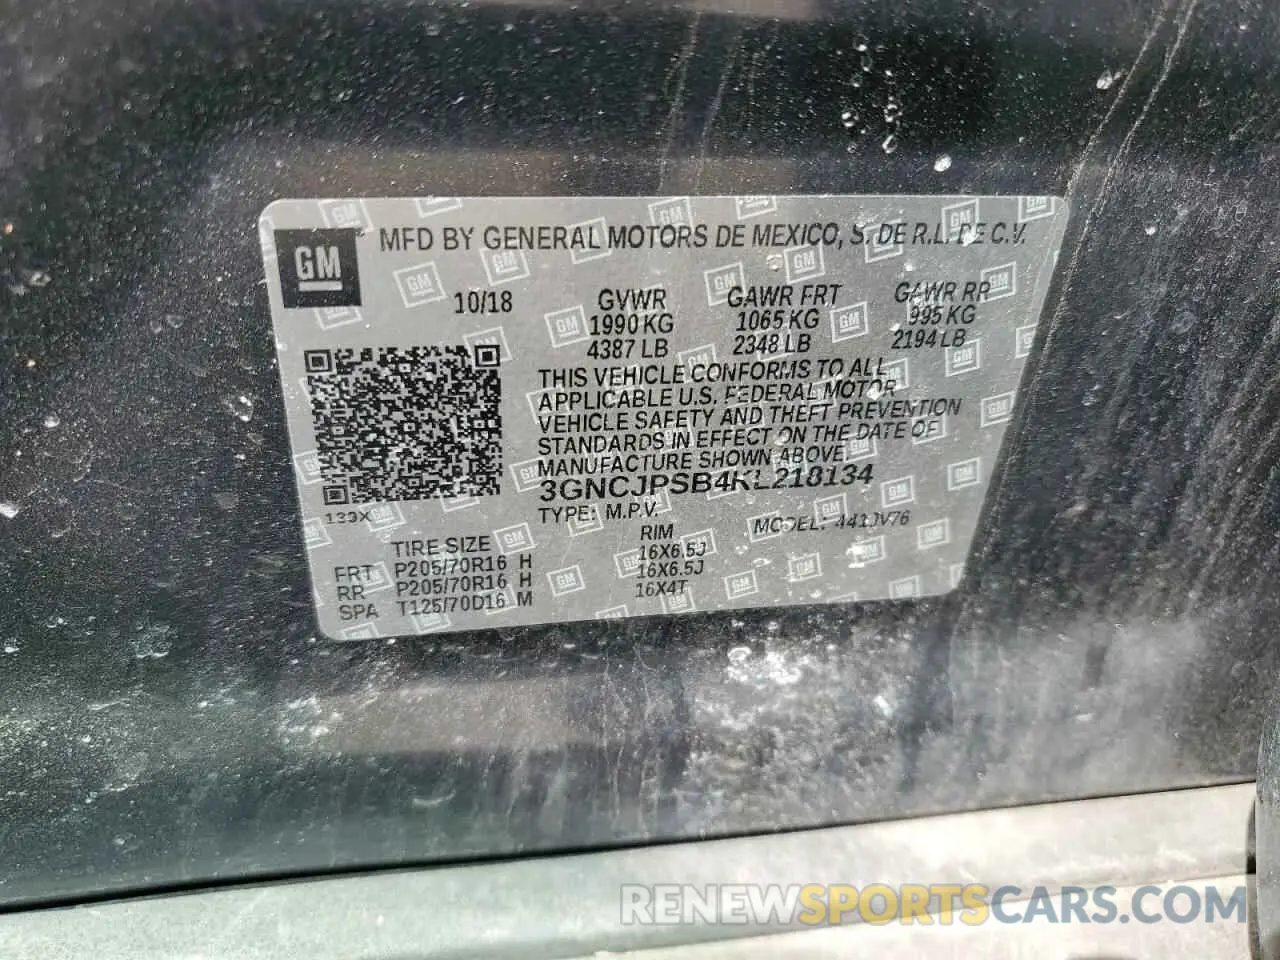 GM MFD BY GENERAL MOTORS DE MEXICO, S. DE R.L. DE C.V.
10/18 GVWR GAWR FRT GAWR RR
1990 KG 1065 KG 995 KG
4387 LB 2348 LB 2194 LB
THIS VEHICLE CONFORMS TO ALL
APPLICABLE U.S. FEDERAL MOTOR
VEHICLE SAFETY AND THEFT PREVENTION
STANDARDS IN EFFECT ON THE DATE OF
MANUFACTURE SHOWN ABOVE.
3GNCJPSB4KL218134
133X TYPE: M.P.V. MODEL:
TIRE SIZE RIM
FRT P205/70R16 H 16X6.5J
RR P205/70R16 H 16X6.5J
SPA T125/70D16 M 16X4T
RENEWSPORTSCARS.COM